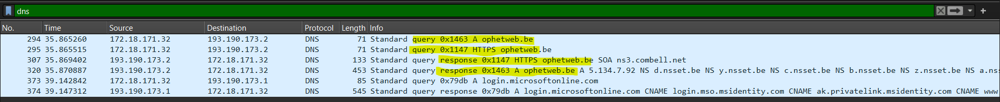 dns
No. Time Source Destination Protocol Length Info
294 35.865260 172.18.171.32 193.190.173.2 DNS 71 Standard query 0x1463 A ophetweb.be
295 35.865515 172.18.171.32 193.190.173.2 DNS 71 Standard query 0x1147 HTTPS ophetweb.be
307 35.869402 193.190.173.2 172.18.171.32 DNS 133 Standard query response 0x1147 HTTPS ophetweb.be SOA ns3.combell.net
320 35.870887 193.190.173.2 172.18.171.32 DNS 453 Standard query response 0x1463 A ophetweb.be A 5.134.7.92 NS d.nsset.be NS y.nsset.be NS c.nsset.be NS b.nsset.be NS z.nsset.be NS a.ns
373 39.142842 172.18.171.32 193.190.173.1 DNS 85 Standard query 0x79db A login.microsoftonline.com
374 39.147312 193.190.173.1 172.18.171.32 DNS 545 Standard query response 0x79db A login.microsoftonline.com CNAME login.mso.msidentity.com CNAME ak.privatelink.msidentity.com CNAME www